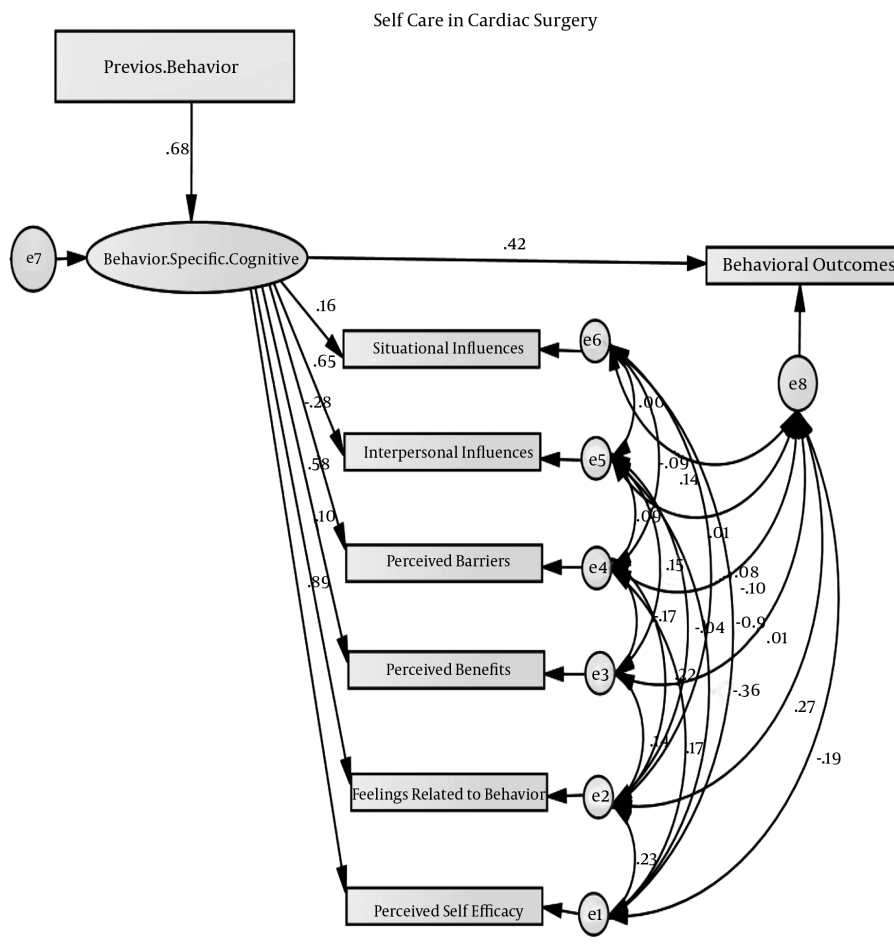 Self Care in Cardiac Surgery
Previos.Behavior
.68
e7
Behavior.Specific.Cognitive
.42
Behavioral Outcomes
.16
Situational Influences
e6
.65
e8
-.28
.00
Interpersonal Influences
e5
.58
-.09
.14
.10
.09
.01
Perceived Barriers
e4
.15
-.08
.89
-.10
-.17
-.04
-0.9
.01
Perceived Benefits
e3
.22
-.36
.27
.14
.17
-.19
Feelings Related to Behavior
e2
.23
Perceived Self Efficacy
e1